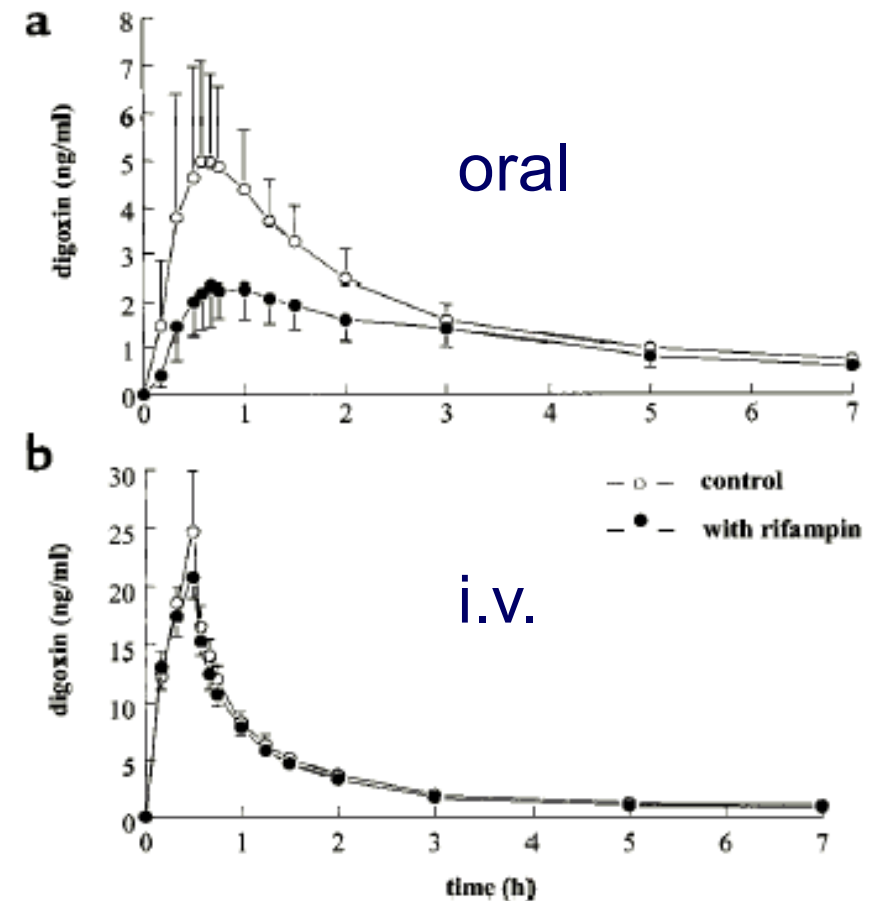 a
8
7
6
5
4
3
2
1
0
digoxin (ng/ml)
oral
0 1 2 3 4 5 6 7
b
30
25
20
15
10
5
0
digoxin (ng/ml)
control
with rifampin
i.v.
0 1 2 3 4 5 6 7
time (h)